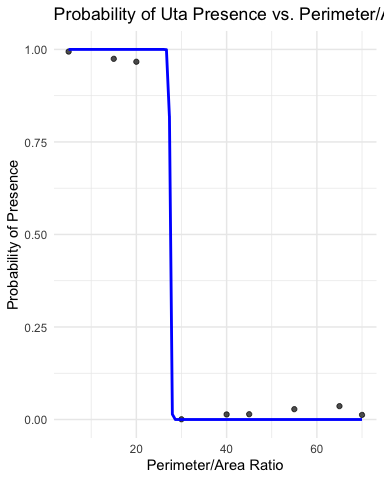 Probability of Uta Presence vs. Perimeter/
1.00
0.75
0.50
0.25
0.00
Probability of Presence
20
40
60
Perimeter/Area Ratio